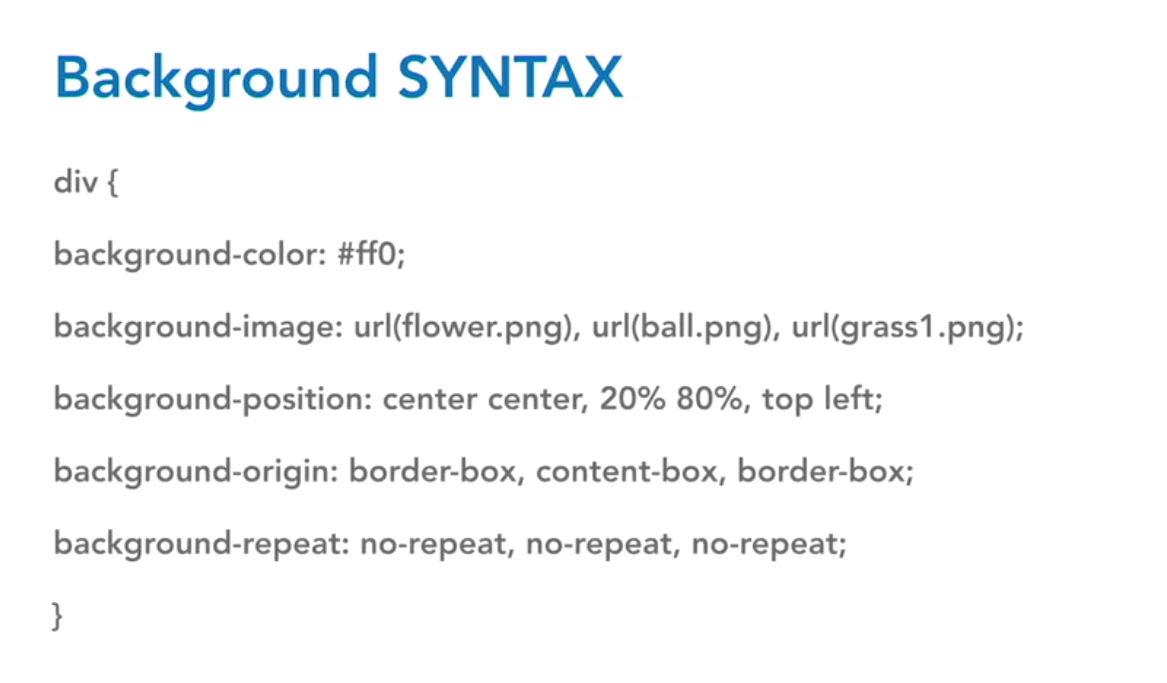 Background SYNTAX
div {
background-color: #ff0;
background-image: url(flower.png), url(ball.png), url(grass1.png);
background-position: center center, 20% 80%, top left;
background-origin: border-box, content-box, border-box;
background-repeat: no-repeat, no-repeat, no-repeat;
}